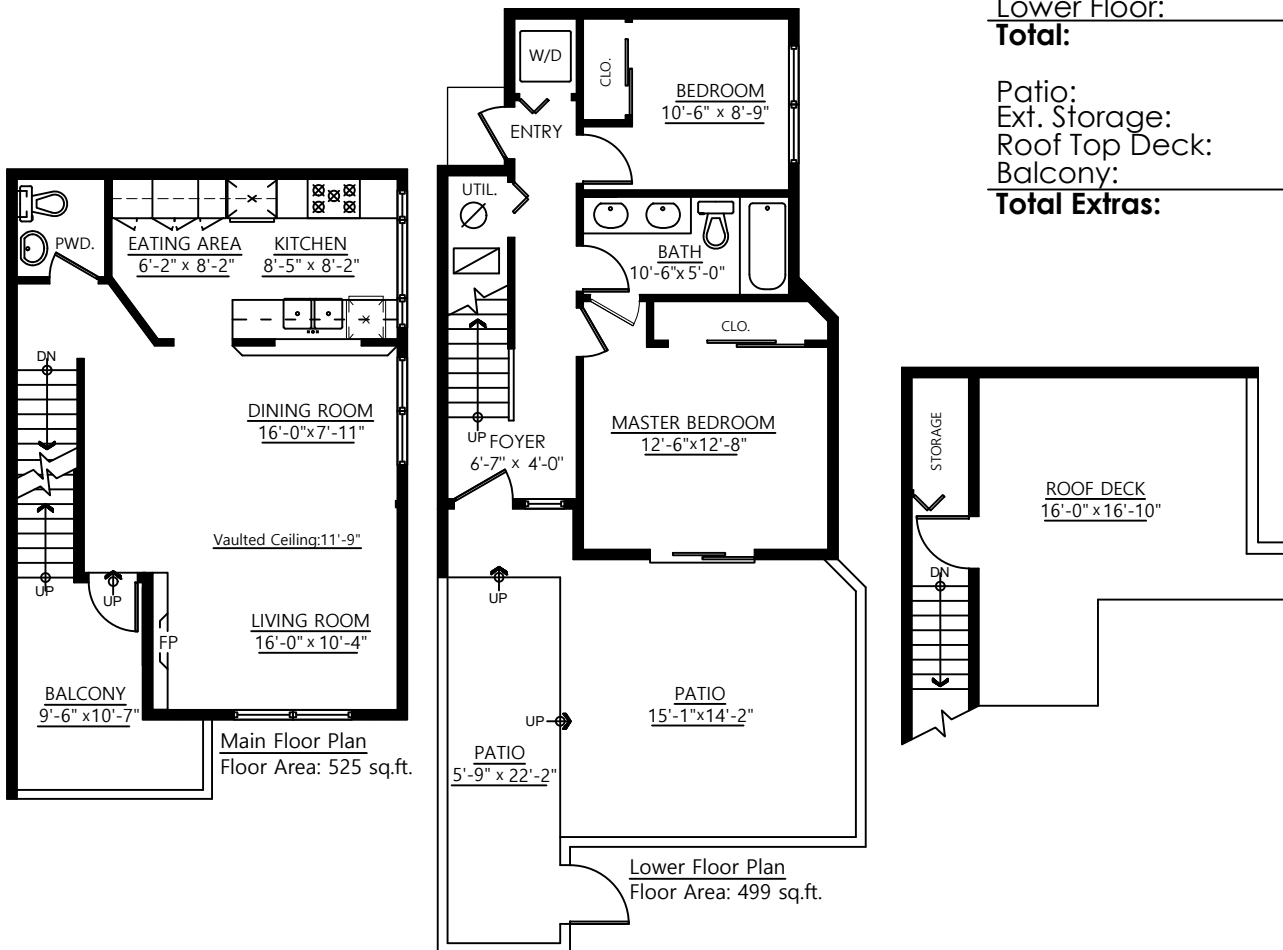 Lower Floor:
Total:
Patio:
Ext. Storage:
Roof Top Deck:
Balcony:
Total Extras:
PWD.
EATING AREA
6'-2" x 8'-2"
KITCHEN
8'-5" x 8'-2"
DN
DINING ROOM
16'-0"x7'-11"
Vaulted Ceiling:11'-9"
UP
UP
LIVING ROOM
16'-0" x 10'-4"
FP
BALCONY
9'-6" x10'-7"
Main Floor Plan
Floor Area: 525 sq.ft.
W/D
CLO.
BEDROOM
10'-6" x 8'-9"
ENTRY
UTIL.
BATH
10'-6"x 5'-0"
CLO.
MASTER BEDROOM
12'-6"x12'-8"
UP
FOYER
6'-7" x 4'-0"
UP
UP
PATIO
15'-1"x14'-2"
PATIO
5'-9" x 22'-2"
Lower Floor Plan
Floor Area: 499 sq.ft.
STORAGE
ROOF DECK
16'-0" x 16'-10"
DN